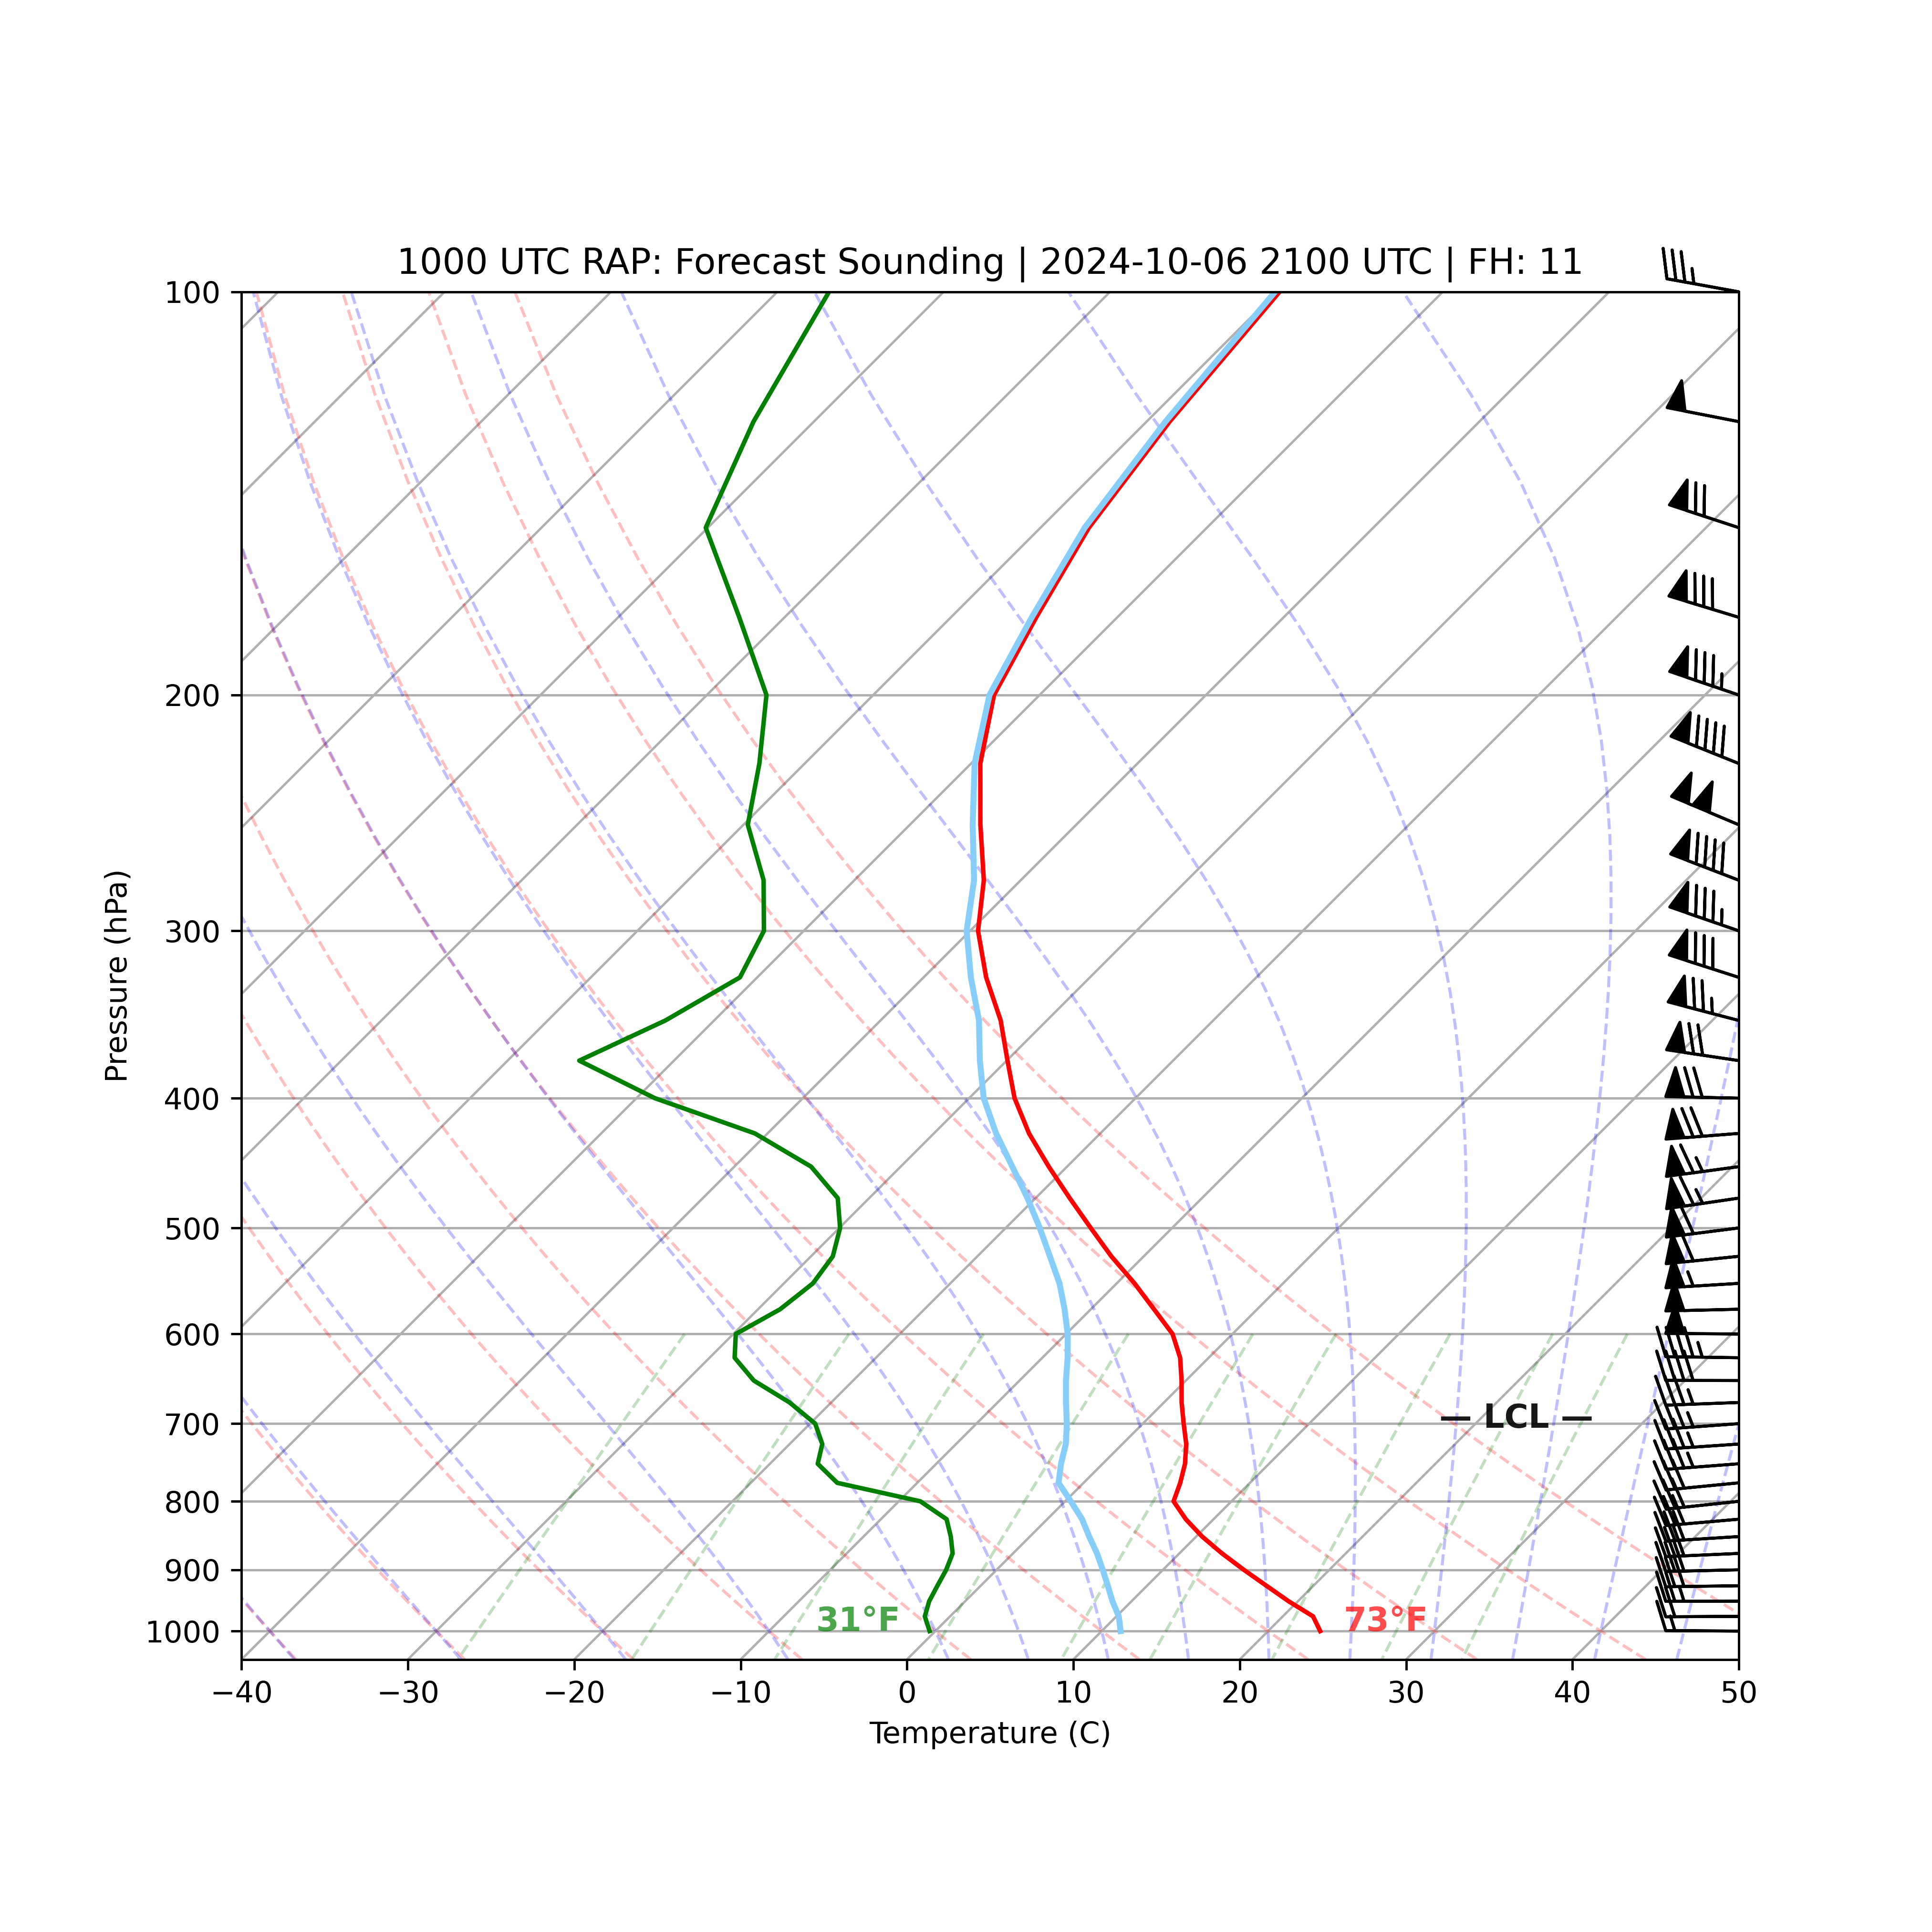 1000 UTC RAP: Forecast Sounding | 2024-10-06 2100 UTC | FH: 11
100
200
300
400
500
600
700
800
900
1000
Pressure (hPa)
— LCL —
31°F
73°F
−40 −30 −20 −10 0 10 20 30 40 50
Temperature (C)